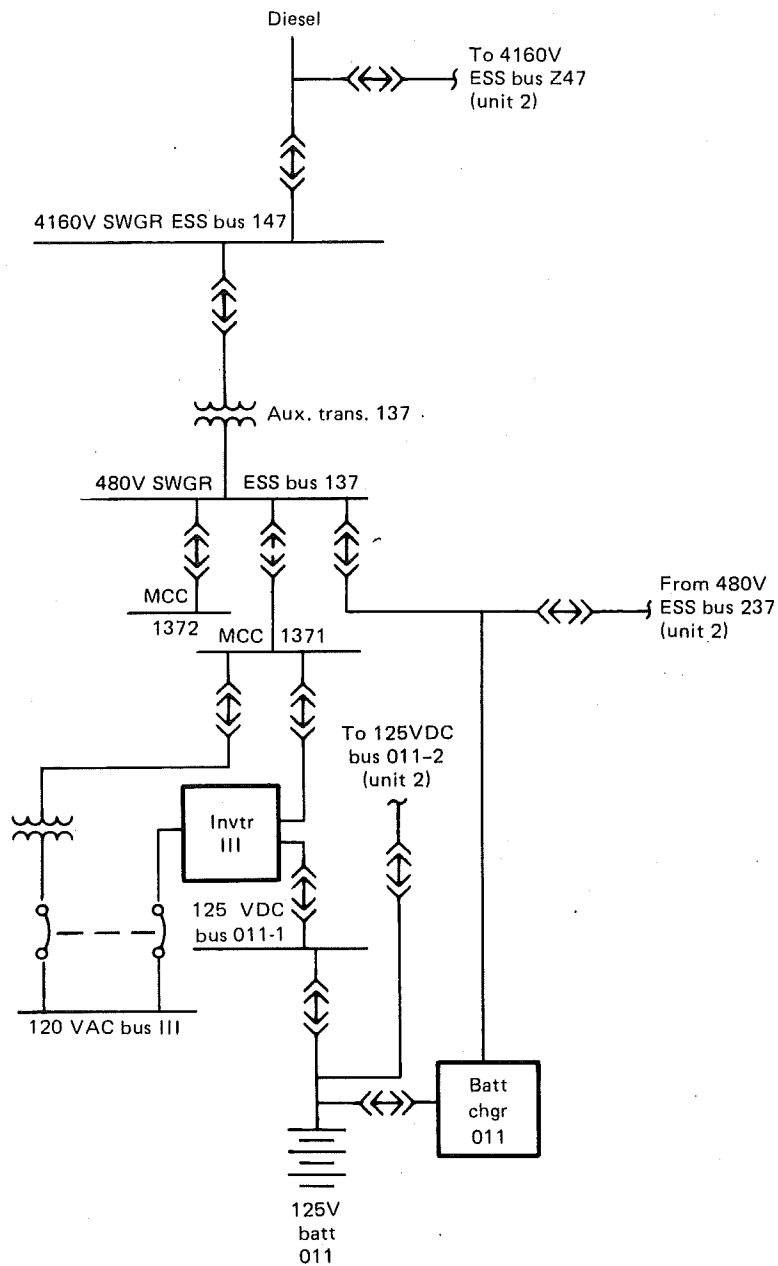 Diesel
To 4160V
ESS bus Z47
(unit 2)
4160V SWGR ESS bus 147
Aux. trans. 137
480V SWGR ESS bus 137
MCC
1372
MCC 1371
From 480V
ESS bus 237
(unit 2)
To 125VDC
bus 011-2
(unit 2)
Invtr
III
125 VDC
bus 011-1
120 VAC bus III
Batt
chgr
011
125V
batt
011